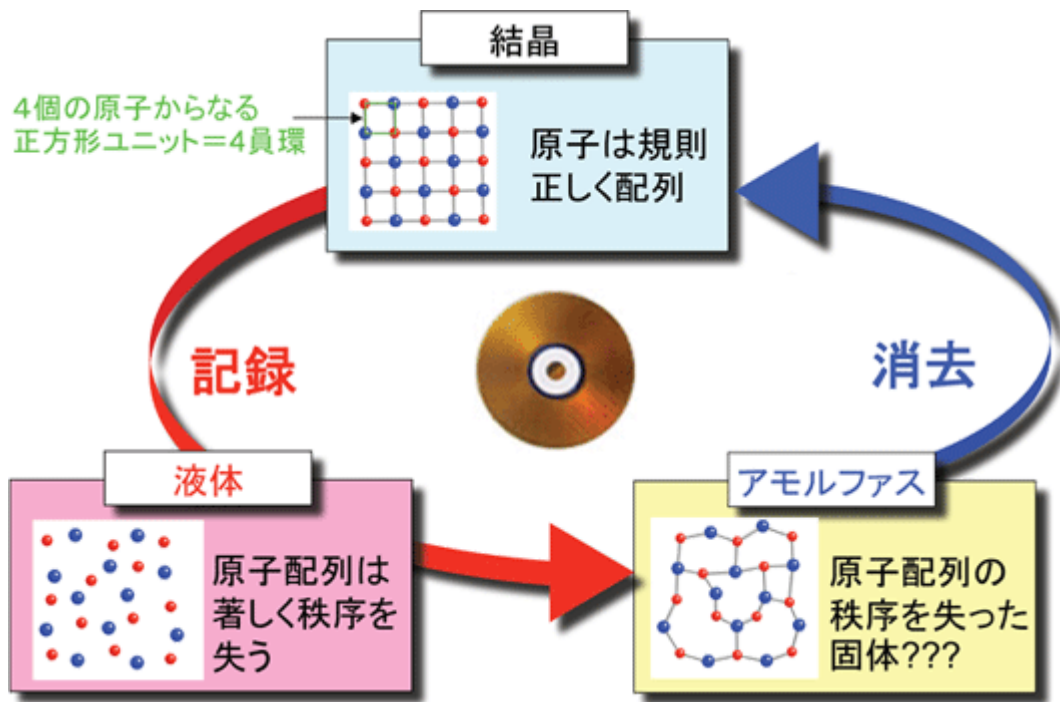 結晶
4個の原子からなる
正方形ユニット＝4員環
原子は規則
正しく配列
記録
消去
液体
原子配列は
著しく秩序を
失う
アモルファス
原子配列の
秩序を失った
固体???